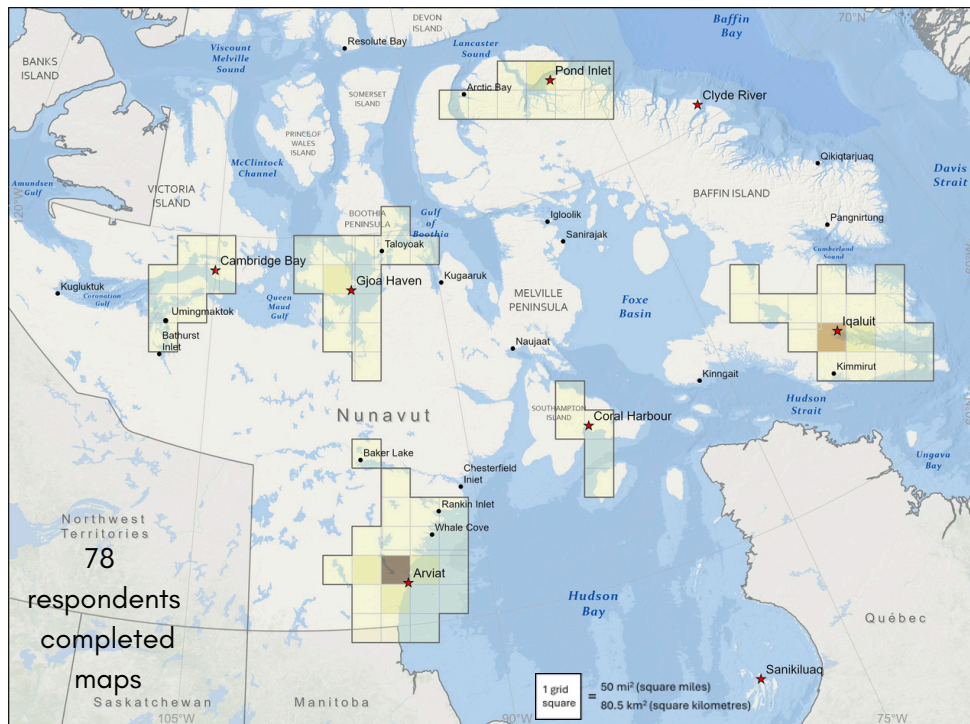 DEVON
ISLAND
Baffin
Bay
70°N
Resolute Bay
Viscount
Melville
Sound
Lancaster
Sound
BANKS
ISLAND
Pond Inlet
Arctic Bay
SOMERSET
ISLAND
Clyde River
PRINCE OF
WALES
ISLAND
McClintock
Channel
Qikiqtarjuaq
Davis
Strait
Amundsen
Gulf
VICTORIA
ISLAND
BAFFIN ISLAND
120°W
BOOTHIA
PENINSULA
Gulf
of
Boothia
Igloolik
Pangnirtung
Sanirajak
Taloyoak
Cumberland
Sound
Cambridge Bay
Gjoa Haven
Kugaaruk
Kugluktuk
Coronation
Gulf
Queen
Maud
Gulf
MELVILLE
PENINSULA
Foxe
Basin
Umingmaktok
Iqaluit
Bathurst
Inlet
Naujaat
Kimmirut
Kinngait
Hudson
Strait
Nunavut
SOUTHAMPTON
ISLAND
Coral Harbour
Baker Lake
Ungava
Bay
Chesterfield
Inlet
Rankin Inlet
Northwest
Territories
Whale Cove
78
respondents
completed
maps
Arviat
Hudson
Bay
Québec
Sanikiluaq
1 grid
square
=
50 mi² (square miles)
80.5 km² (square kilometres)
Saskatchewan
Manitoba
105°W
90°W
75°W